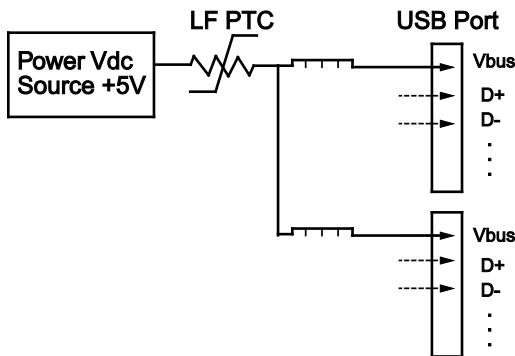 LF PTC
USB Port
Power Vdc
Source +5V
Vbus
D+
D-
.
.
.
Vbus
D+
D-
.
.
.